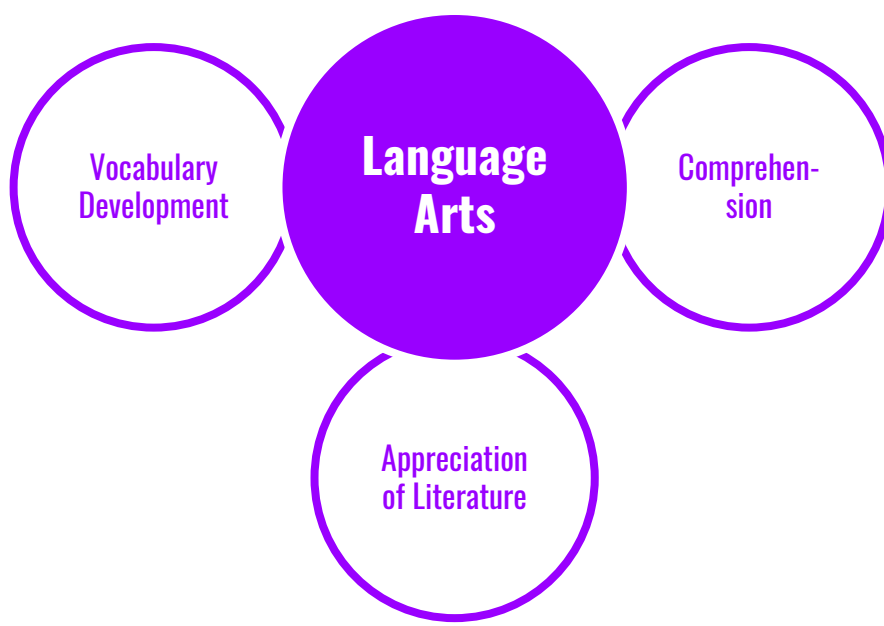 Vocabulary
Development
Language
Arts
Comprehen-
sion
Appreciation
of Literature